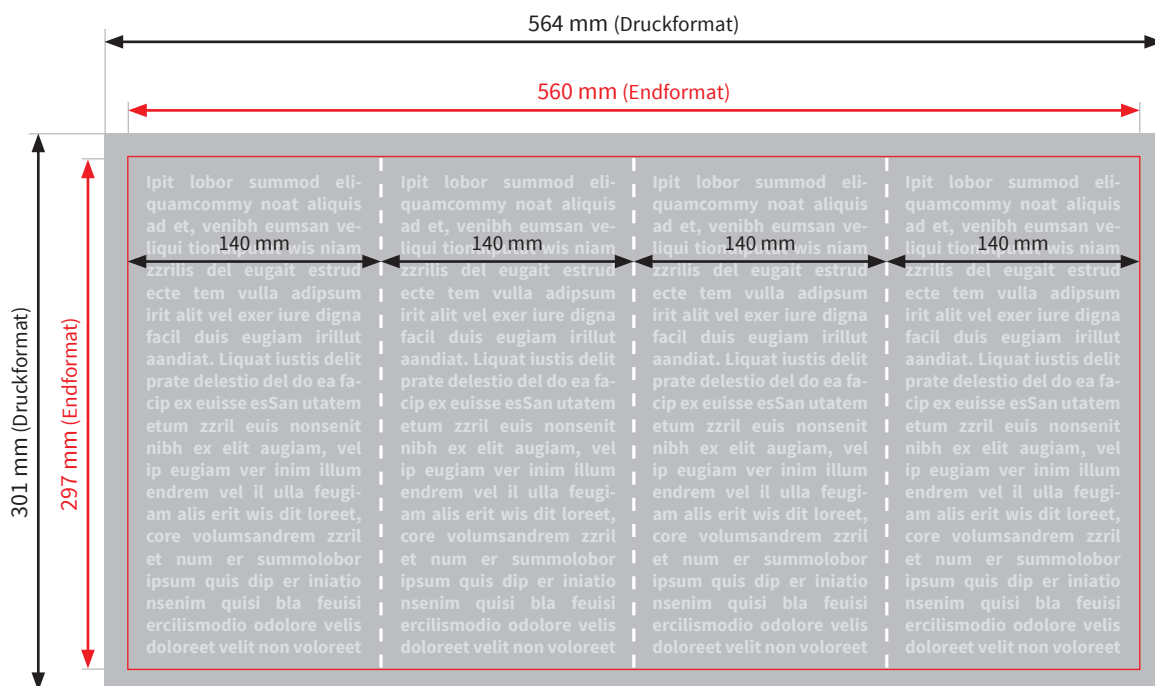 564 mm (Druckformat)
560 mm (Endformat)
301 mm (Druckformat)
297 mm (Endformat)
140 mm
140 mm
140 mm
140 mm
Ipit lobor summod eli-
quamcommy noat aliquis
ad et, venibh eumsan ve-
liqui wis niam
zzrilis del eugait estrud
ecte tem vulla adipsum
irit alit vel exer iure digna
facil duis eugiam irillut
aandiat. Liquat iustis delit
prate delestio del do ea fa-
cip ex euisse esSan utatem
etum zzril euis nonsenit
nibh ex elit augiam, vel
ip eugiam ver inim illum
endrem vel il ulla feugi-
am alis erit wis dit loreet,
core volumsandrem zzril
et num er summolobor
ipsum quis dip er iniatio
nsenim quisi bla feuisi
ercilismodio odolore velis
doloreet velit non voloreet
Ipit lobor summod eli-
quamcommy noat aliquis
ad et, venibh eumsan ve-
liqui wis niam
zzrilis del eugait estrud
ecte tem vulla adipsum
irit alit vel exer iure digna
facil duis eugiam irillut
aandiat. Liquat iustis delit
prate delestio del do ea fa-
cip ex euisse esSan utatem
etum zzril euis nonsenit
nibh ex elit augiam, vel
ip eugiam ver inim illum
endrem vel il ulla feugi-
am alis erit wis dit loreet,
core volumsandrem zzril
et num er summolobor
ipsum quis dip er iniatio
nsenim quisi bla feuisi
ercilismodio odolore velis
doloreet velit non voloreet
Ipit lobor summod eli-
quamcommy noat aliquis
ad et, venibh eumsan ve-
liqui wis niam
zzrilis del eugait estrud
ecte tem vulla adipsum
irit alit vel exer iure digna
facil duis eugiam irillut
aandiat. Liquat iustis delit
prate delestio del do ea fa-
cip ex euisse esSan utatem
etum zzril euis nonsenit
nibh ex elit augiam, vel
ip eugiam ver inim illum
endrem vel il ulla feugi-
am alis erit wis dit loreet,
core volumsandrem zzril
et num er summolobor
ipsum quis dip er iniatio
nsenim quisi bla feuisi
ercilismodio odolore velis
doloreet velit non voloreet
Ipit lobor summod eli-
quamcommy noat aliquis
ad et, venibh eumsan ve-
liqui wis niam
zzrilis del eugait estrud
ecte tem vulla adipsum
irit alit vel exer iure digna
facil duis eugiam irillut
aandiat. Liquat iustis delit
prate delestio del do ea fa-
cip ex euisse esSan utatem
etum zzril euis nonsenit
nibh ex elit augiam, vel
ip eugiam ver inim illum
endrem vel il ulla feugi-
am alis erit wis dit loreet,
core volumsandrem zzril
et num er summolobor
ipsum quis dip er iniatio
nsenim quisi bla feuisi
ercilismodio odolore velis
doloreet velit non voloreet